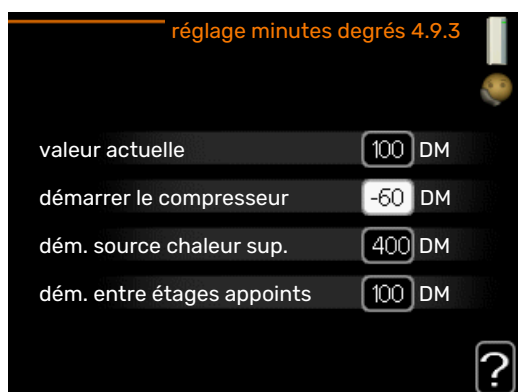 réglage minutes degrés 4.9.3
valeur actuelle 100 DM
démarrer le compresseur -60 DM
dém. source chaleur sup. 400 DM
dém. entre étages appoints 100 DM
?